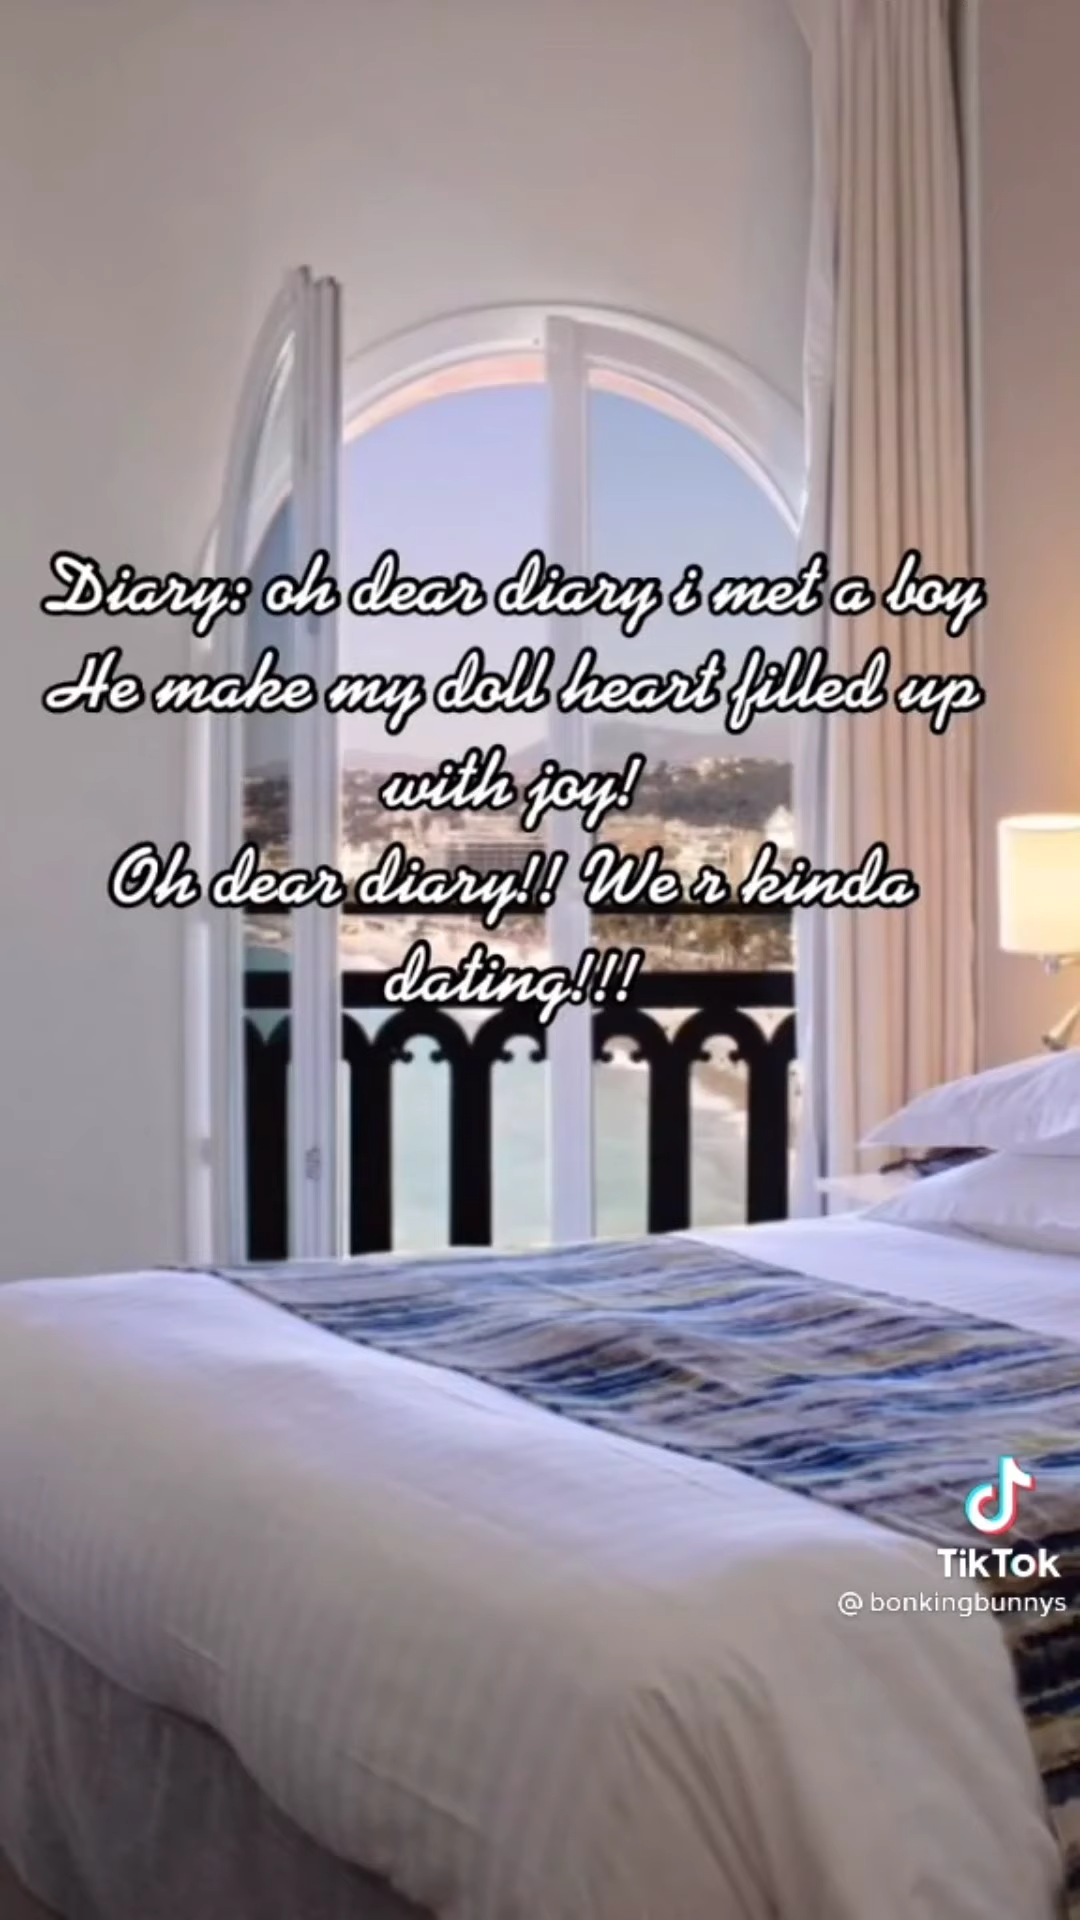 Diary: oh dear diary i met a boy
He make my doll heart filled up
with joy!
Oh dear diary!! We r kinda
dating!!!
TikTok
@bonkingbunnys